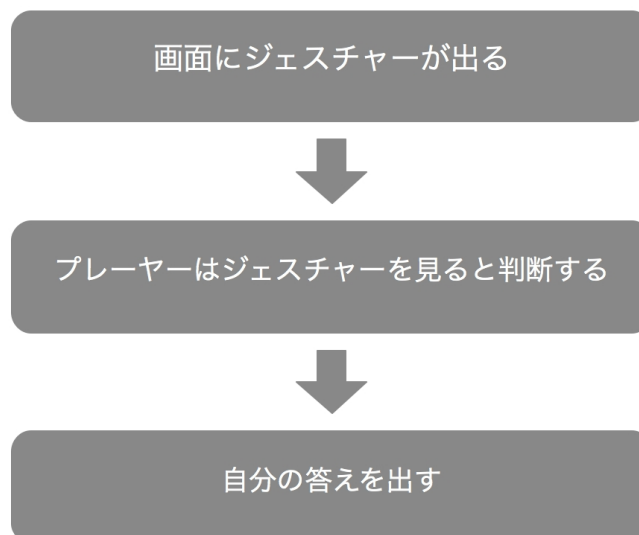 画面にジェスチャーが出る
プレーヤーはジェスチャーを見ると判断する
自分の答えを出す